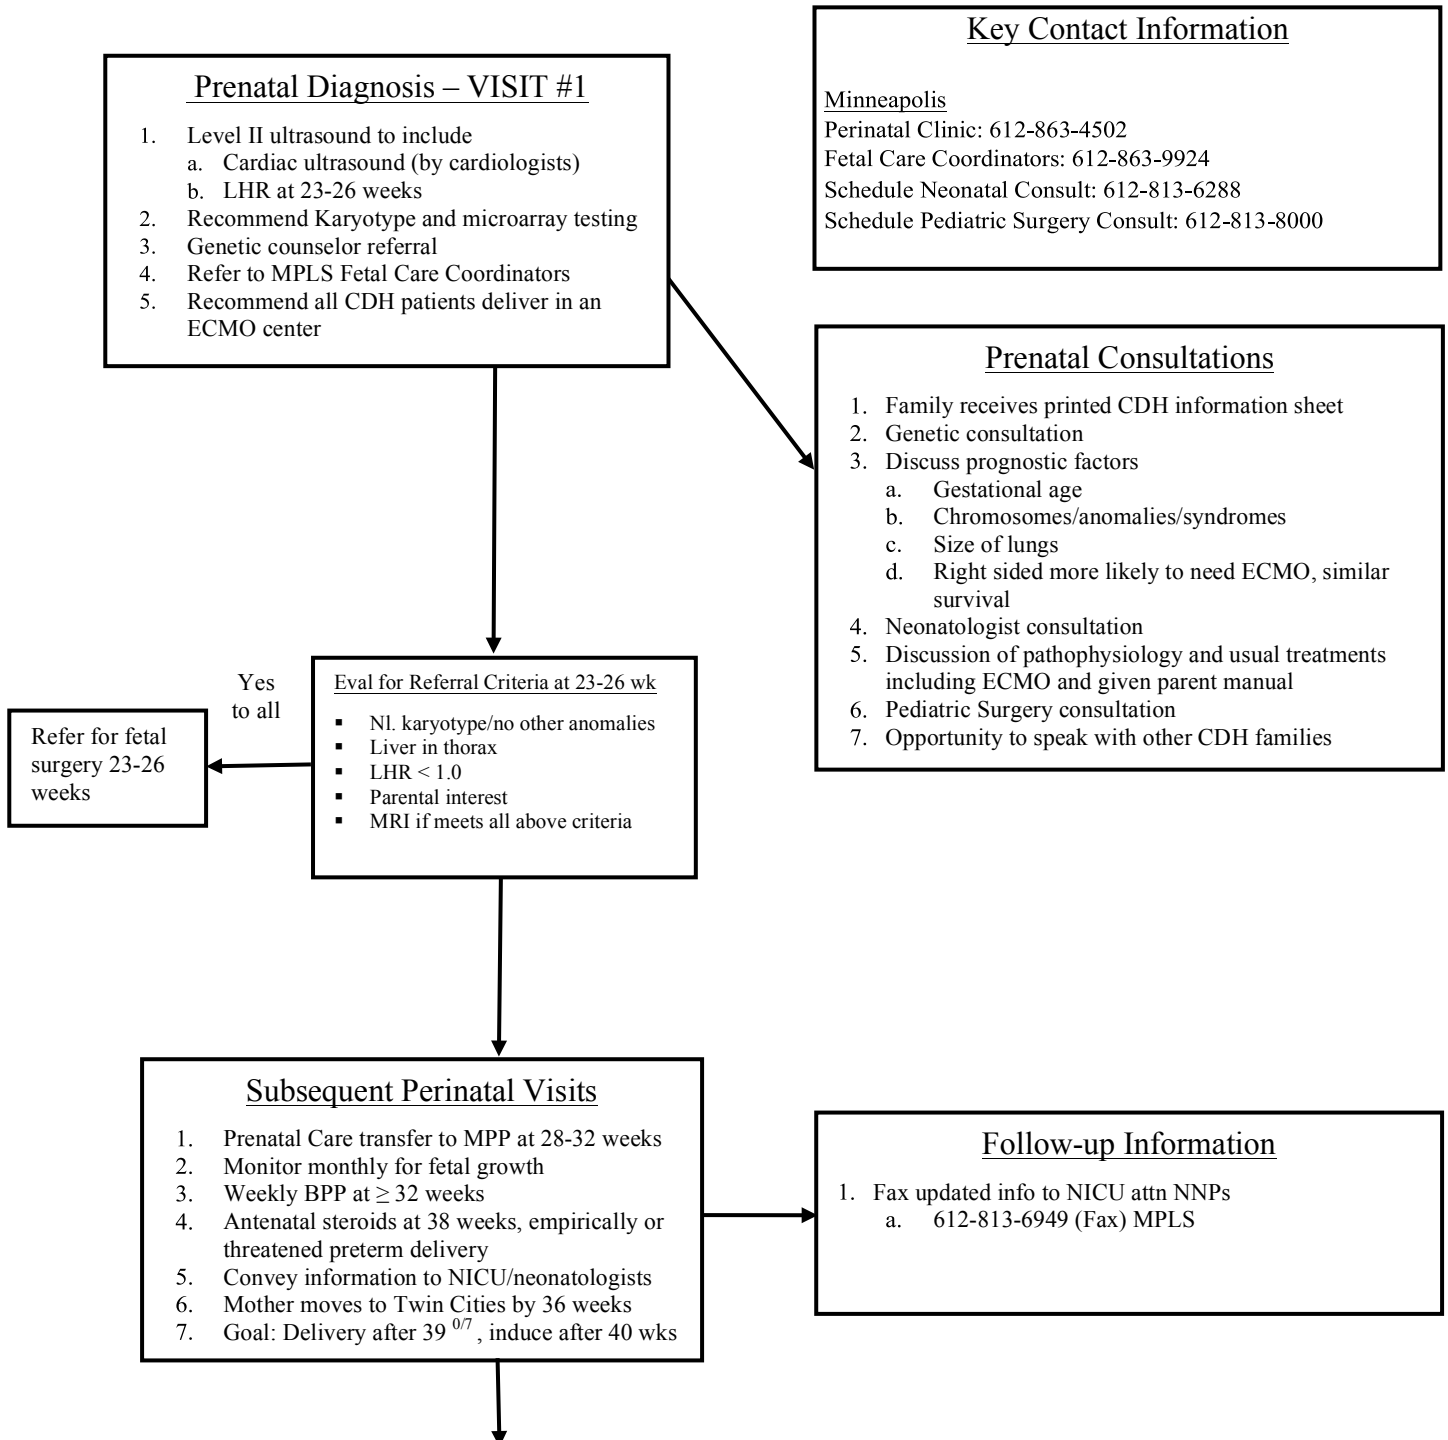 Key Contact Information
Minneapolis
Perinatal Clinic: 612-863-4502
Fetal Care Coordinators: 612-863-9924
Schedule Neonatal Consult: 612-813-6288
Schedule Pediatric Surgery Consult: 612-813-8000
Prenatal Diagnosis – VISIT #1
1. Level II ultrasound to include
a. Cardiac ultrasound (by cardiologists)
b. LHR at 23-26 weeks
2. Recommend Karyotype and microarray testing
3. Genetic counselor referral
4. Refer to MPLS Fetal Care Coordinators
5. Recommend all CDH patients deliver in an
ECMO center
Prenatal Consultations
1. Family receives printed CDH information sheet
2. Genetic consultation
3. Discuss prognostic factors
a. Gestational age
b. Chromosomes/anomalies/syndromes
c. Size of lungs
d. Right sided more likely to need ECMO, similar
survival
4. Neonatologist consultation
5. Discussion of pathophysiology and usual treatments
including ECMO and given parent manual
6. Pediatric Surgery consultation
7. Opportunity to speak with other CDH families
Eval for Referral Criteria at 23-26 wk
▪ Nl. karyotype/no other anomalies
▪ Liver in thorax
▪ LHR < 1.0
▪ Parental interest
▪ MRI if meets all above criteria
Yes
to all
Refer for fetal
surgery 23-26
weeks
Subsequent Perinatal Visits
1. Prenatal Care transfer to MPP at 28-32 weeks
2. Monitor monthly for fetal growth
3. Weekly BPP at ≥ 32 weeks
4. Antenatal steroids at 38 weeks, empirically or
threatened preterm delivery
5. Convey information to NICU/neonatologists
6. Mother moves to Twin Cities by 36 weeks
7. Goal: Delivery after 39 0/7 , induce after 40 wks
Follow-up Information
1. Fax updated info to NICU attn NNPs
a. 612-813-6949 (Fax) MPLS